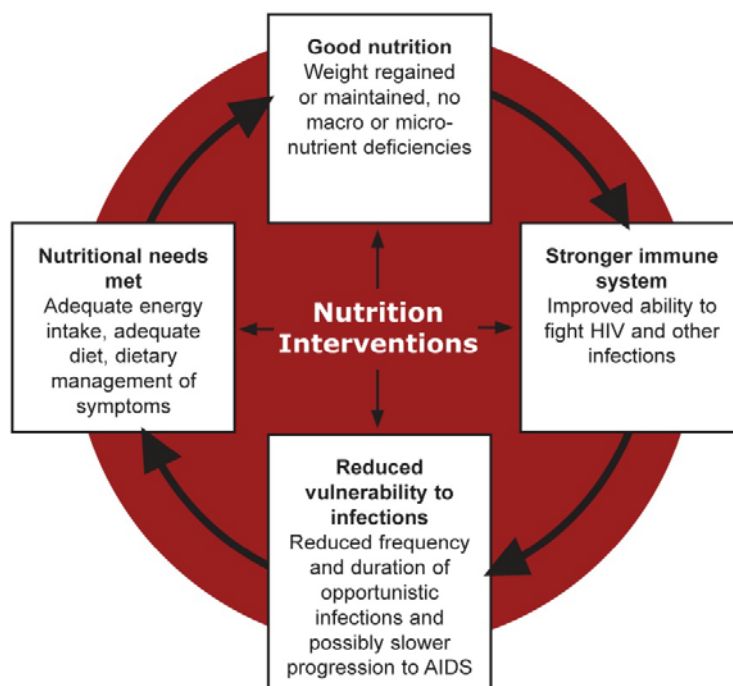 Good nutrition
Weight regained
or maintained, no
macro or micro-
nutrient deficiencies
Nutritional needs
met
Adequate energy
intake, adequate
diet, dietary
management of
symptoms
Nutrition
Interventions
Stronger immune
system
Improved ability to
fight HIV and other
infections
Reduced
vulnerability to
infections
Reduced frequency
and duration of
opportunistic
infections and
possibly slower
progression to AIDS